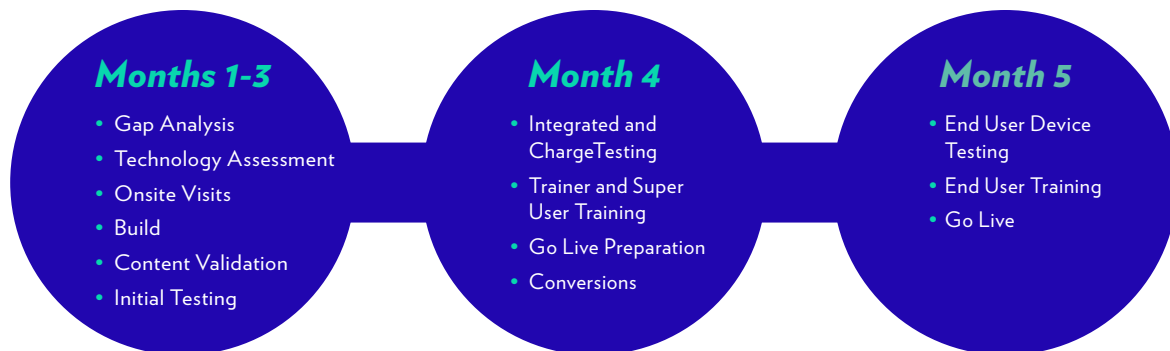 Months 1-3
• Gap Analysis
• Technology Assessment
• Onsite Visits
• Build
• Content Validation
• Initial Testing
Month 4
• Integrated and
ChargeTesting
• Trainer and Super
User Training
• Go Live Preparation
• Conversions
Month 5
• End User Device
Testing
• End User Training
• Go Live